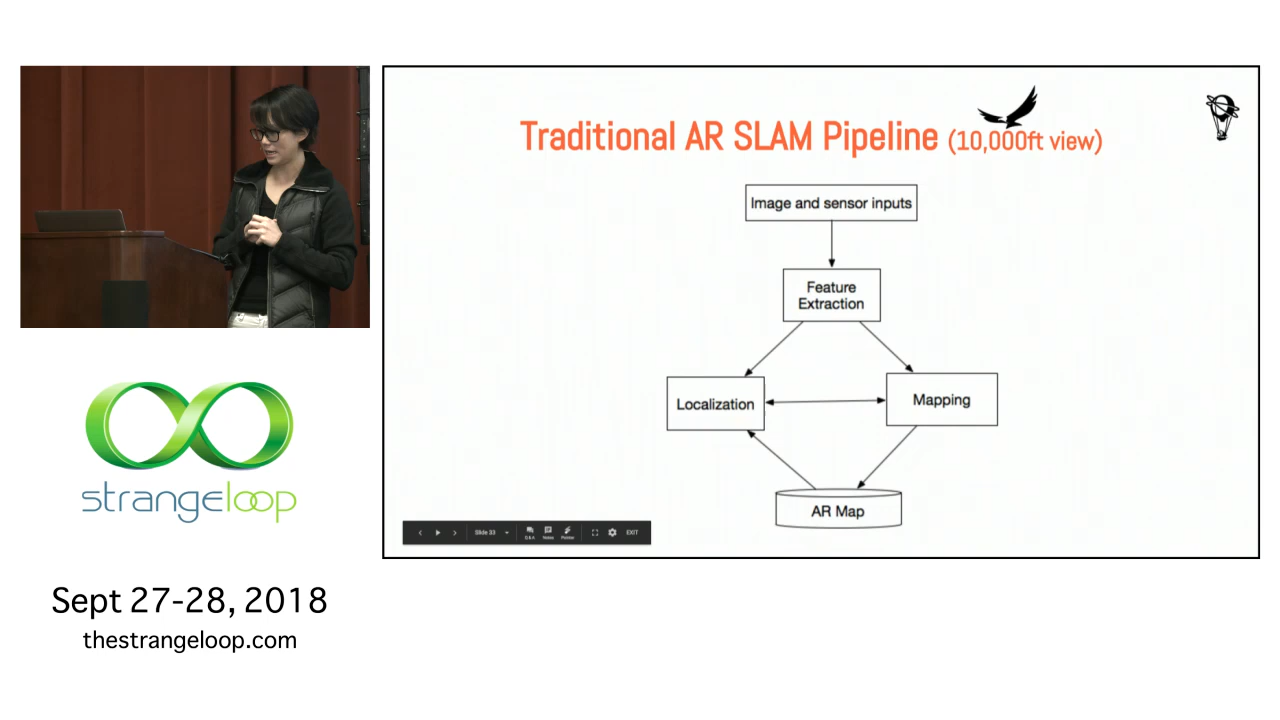 Traditional AR SLAM Pipeline (10,000ft view)
Image and sensor inputs
Feature
Extraction
Localization
Mapping
AR Map
Slide 33
Q&A
Notes
Pointer
EXIT
strangeloop
Sept 27-28, 2018
thestrangeloop.com